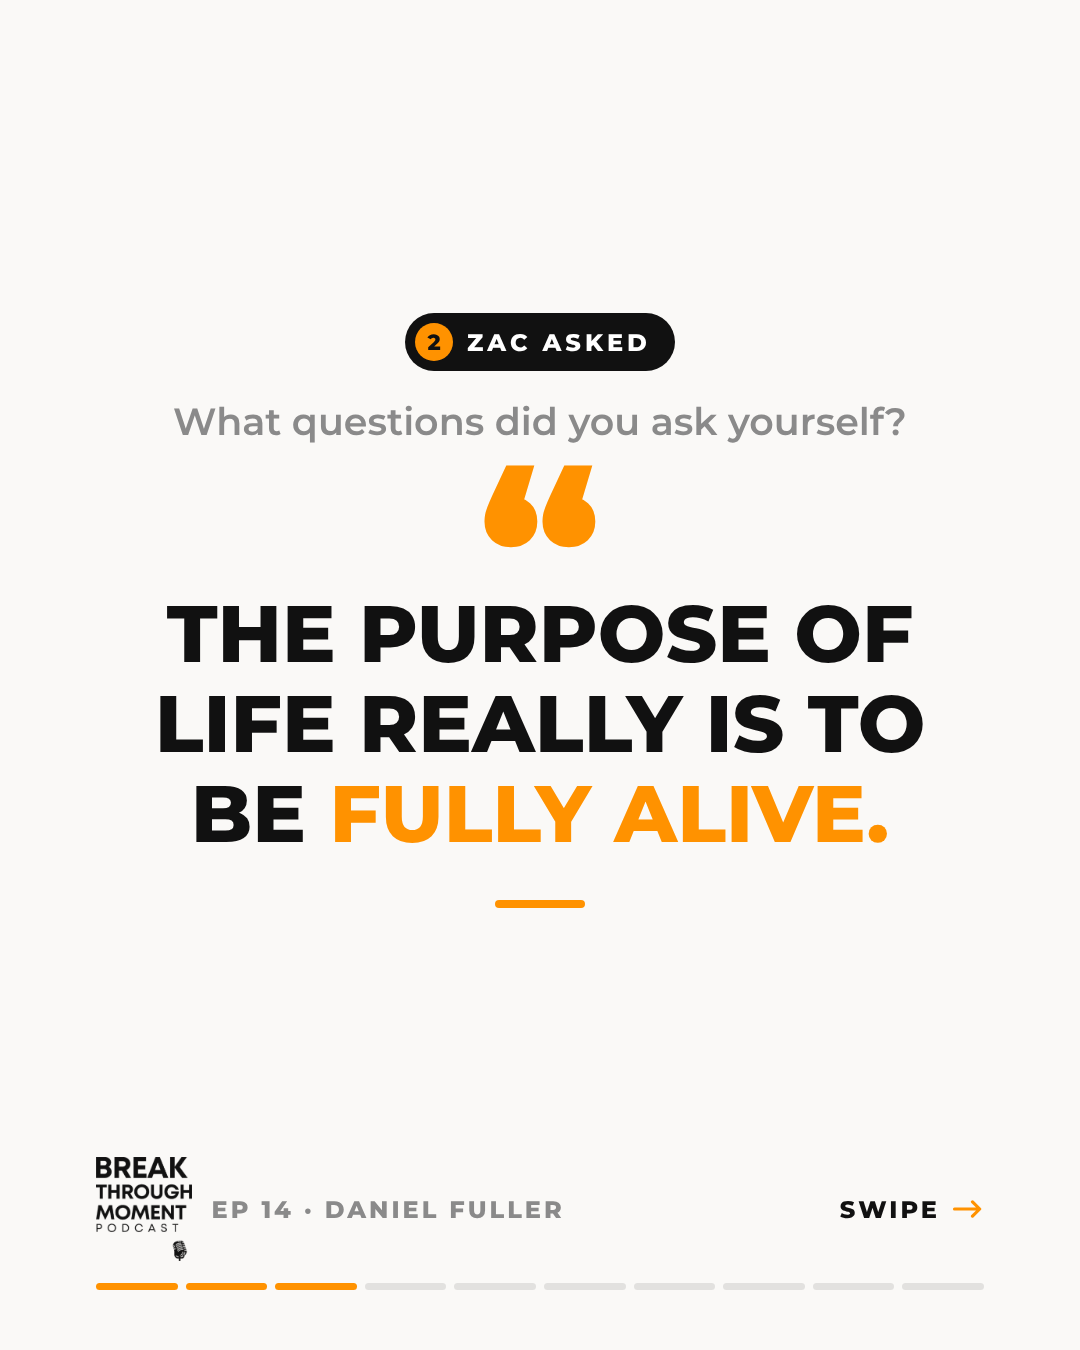 2 ZAC ASKED
What questions did you ask yourself?
“
THE PURPOSE OF
LIFE REALLY IS TO
BE FULLY ALIVE.
BREAK
THROUGH
MOMENT
PODCAST
EP 14 • DANIEL FULLER
SWIPE →